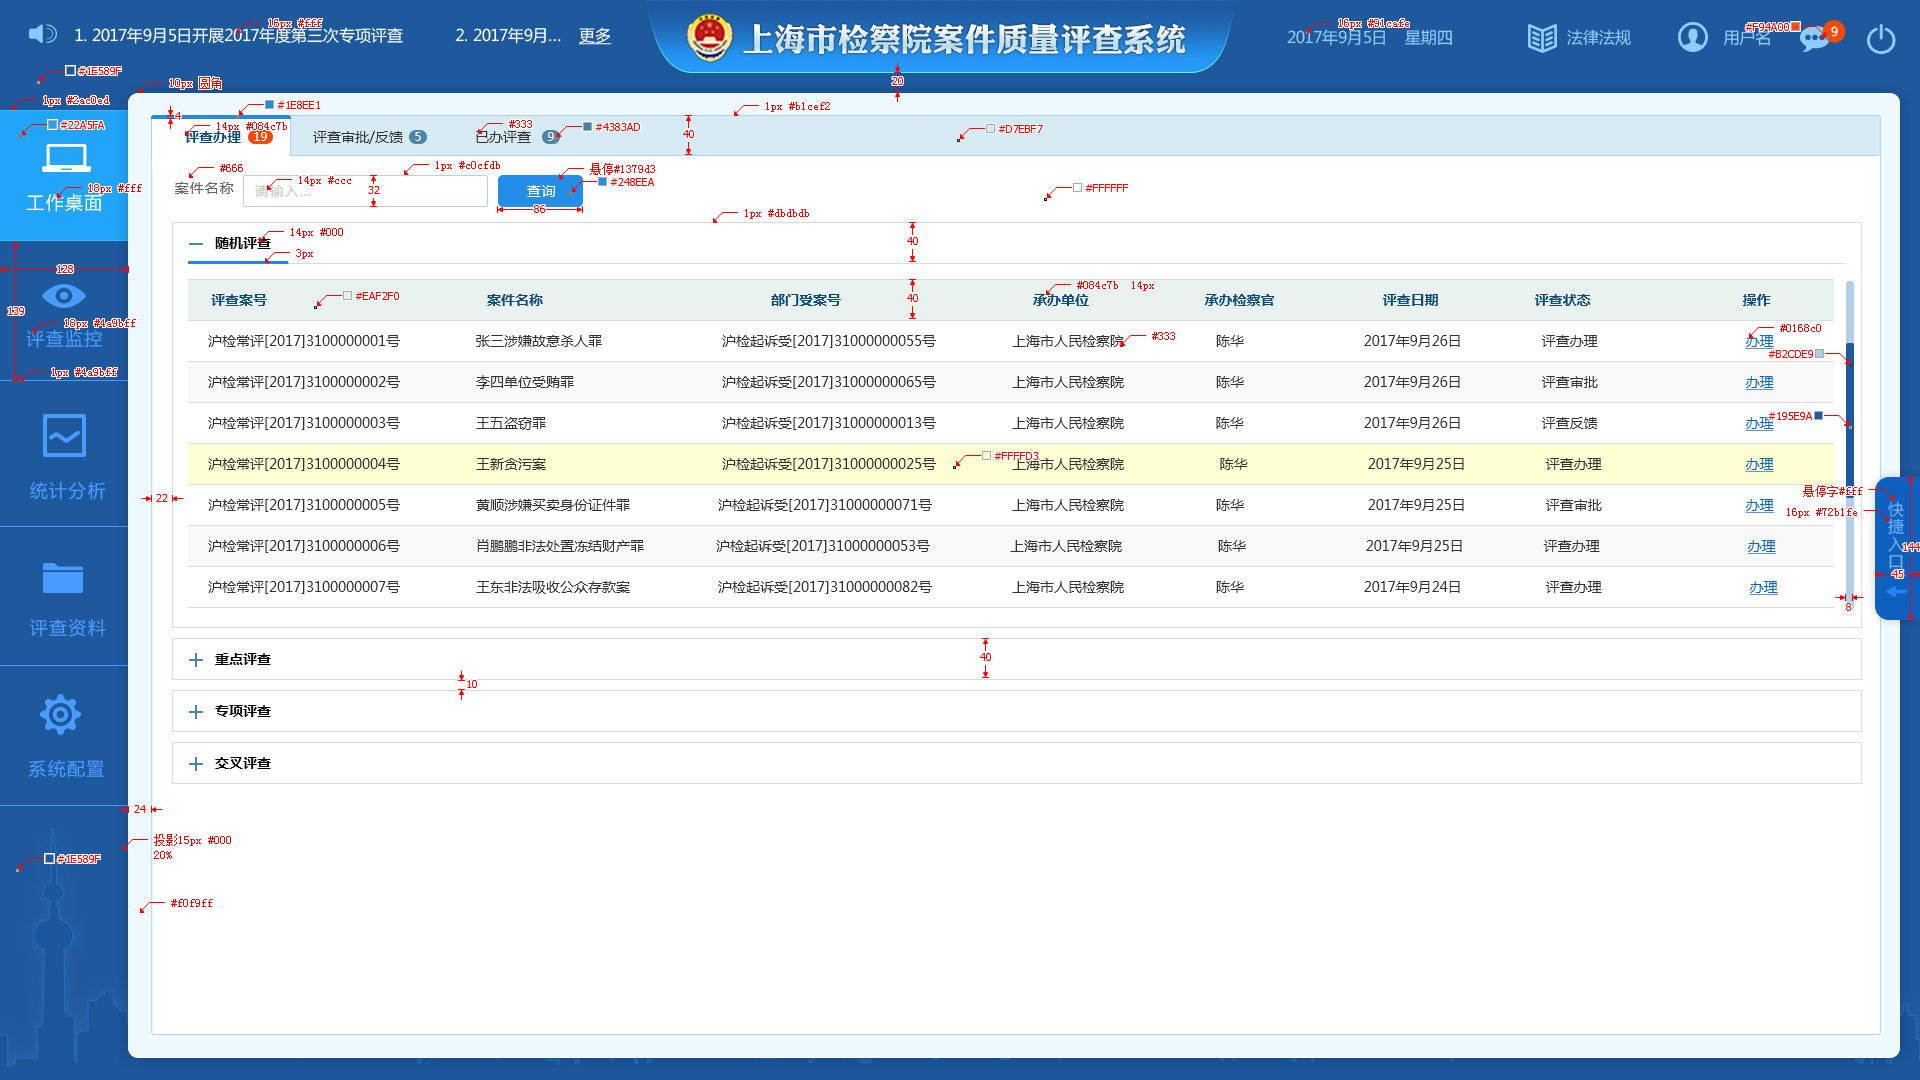 1. 2017年9月5日开展2017年度第三次专项评查
2. 2017年9月...
更多
16px #fff
上海市检察院案件质量评查系统
16px #91cafe
2017年9月5日
星期四
法律法规
用户名
#F94A00
9
#1E589F
10px 圆角
20
1px #2ac0ed
#22A5FA
18px #fff
工作桌面
128
139
18px #4a9bff
评查监控
1px #4a9bff
统计分析
评查资料
系统配置
#1E589F
4
#1E8EE1
14px #084c7b
评查办理 19
评查审批/反馈 5
#333
已办评查 9
#4383AD
40
1px #b1cef2
#D7EBF7
#666
案件名称
14px #ccc
请输入...
32
1px #c0cfdb
悬停#1379d3
#248EEA
查询
86
#FFFFFF
1px #dbdbdb
14px #000
随机评查
3px
40
#EAF2F0
40
#084c7b 14px
评查案号 案件名称 部门受案号 承办单位 承办检察官 评查日期 评查状态 操作
#333
#0168c0
沪检常评[2017]3100000001号 张三涉嫌故意杀人罪 沪检起诉受[2017]31000000055号 上海市人民检察院 陈华 2017年9月26日 评查办理 办理
#B2CDE9
沪检常评[2017]3100000002号 李四单位受贿罪 沪检起诉受[2017]31000000065号 上海市人民检察院 陈华 2017年9月26日 评查审批 办理
#195E9A
沪检常评[2017]3100000003号 王五盗窃罪 沪检起诉受[2017]31000000013号 上海市人民检察院 陈华 2017年9月26日 评查反馈 办理
#FFFFD3
沪检常评[2017]3100000004号 王新贪污案 沪检起诉受[2017]31000000025号 上海市人民检察院 陈华 2017年9月25日 评查办理 办理
沪检常评[2017]3100000005号 黄顺涉嫌买卖身份证件罪 沪检起诉受[2017]31000000071号 上海市人民检察院 陈华 2017年9月25日 评查审批 办理
沪检常评[2017]3100000006号 肖鹏鹏非法处置冻结财产罪 沪检起诉受[2017]31000000053号 上海市人民检察院 陈华 2017年9月25日 评查办理 办理
沪检常评[2017]3100000007号 王东非法吸收公众存款案 沪检起诉受[2017]31000000082号 上海市人民检察院 陈华 2017年9月24日 评查办理 办理
22
8
悬停字#fff
16px #72b1fe
快捷入口
144
45
重点评查
40
10
专项评查
交叉评查
24
投影15px #000
20%
#f0f9ff